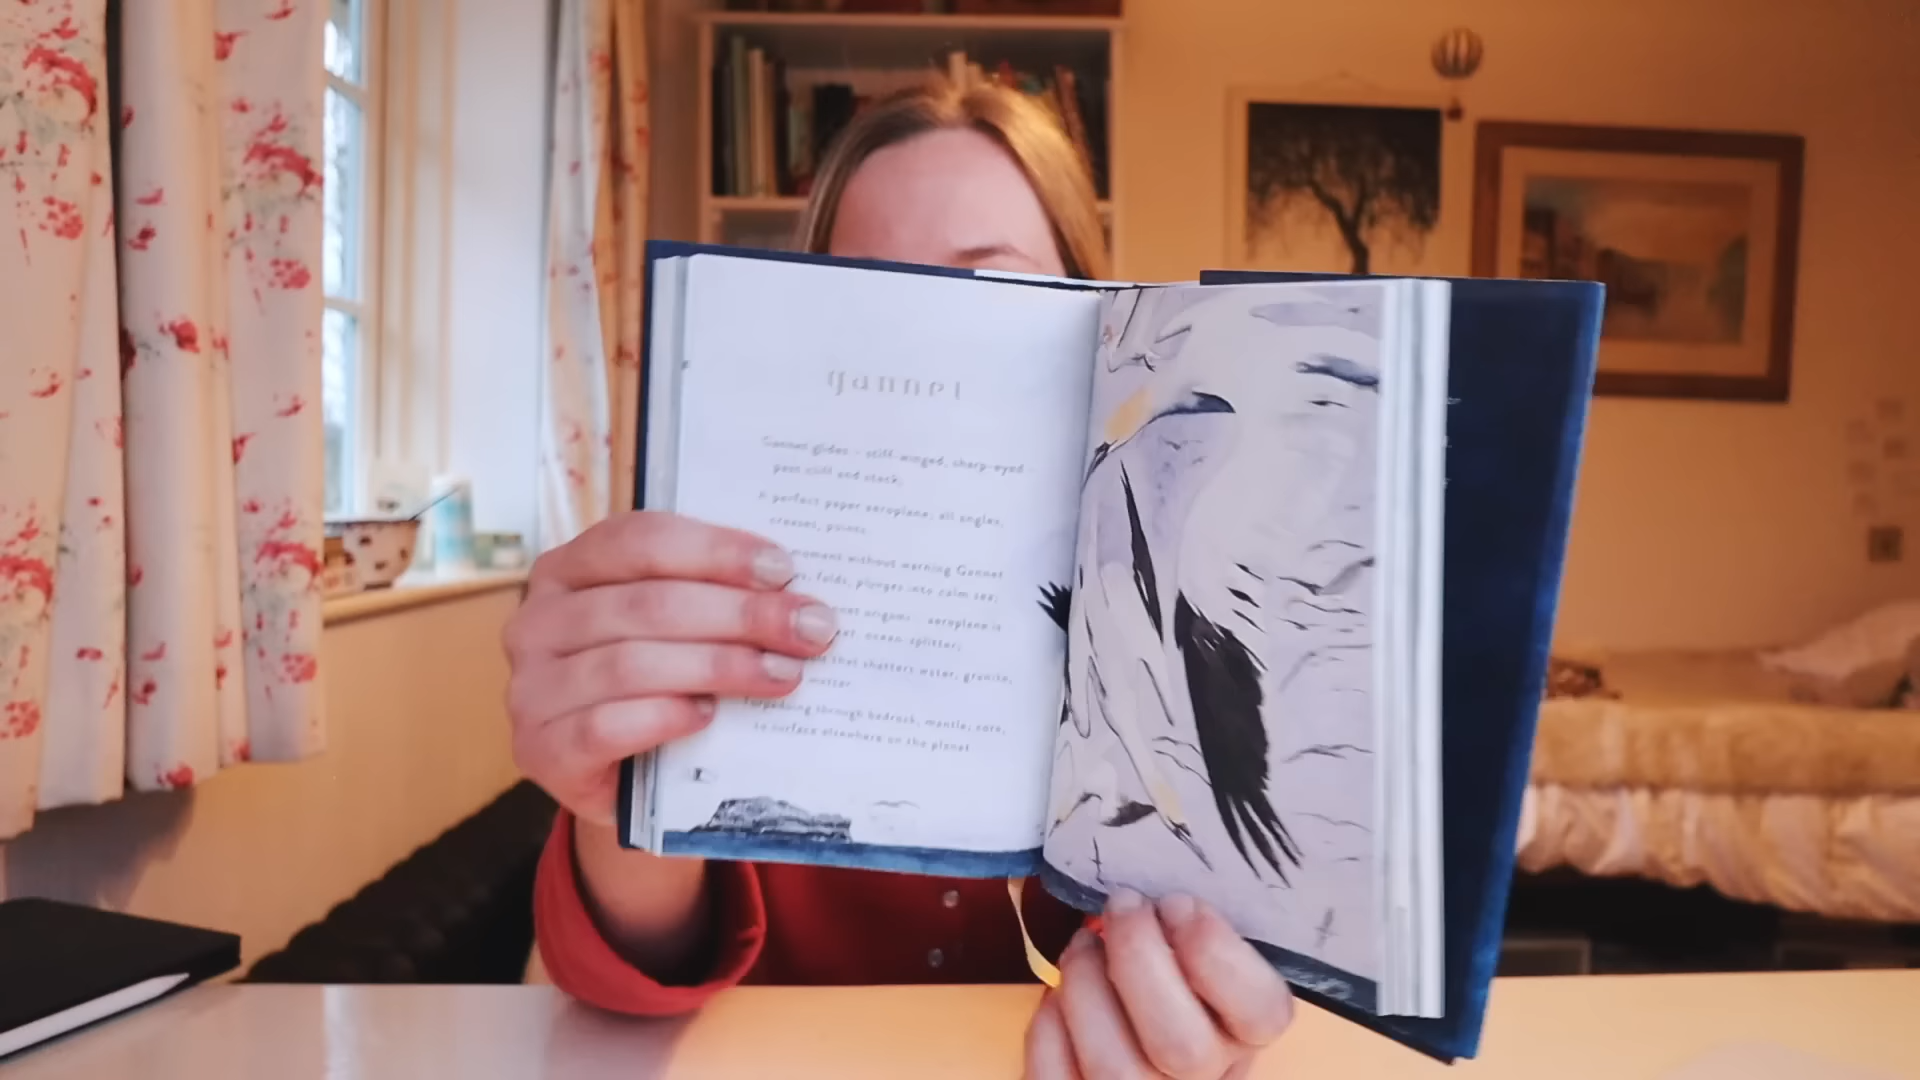 gannet
Gannet glides – stiff-winged, sharp-eyed –
past cliff and stack;
A perfect paper aeroplane; all angles,
creases, points.
moment without warning Gannet
folds, plunges into calm sea;
origami: aeroplane is
ocean-splitter;
that shatters water, granite,
matter
Torpedoing through bedrock, mantle, core,
to surface elsewhere on the planet